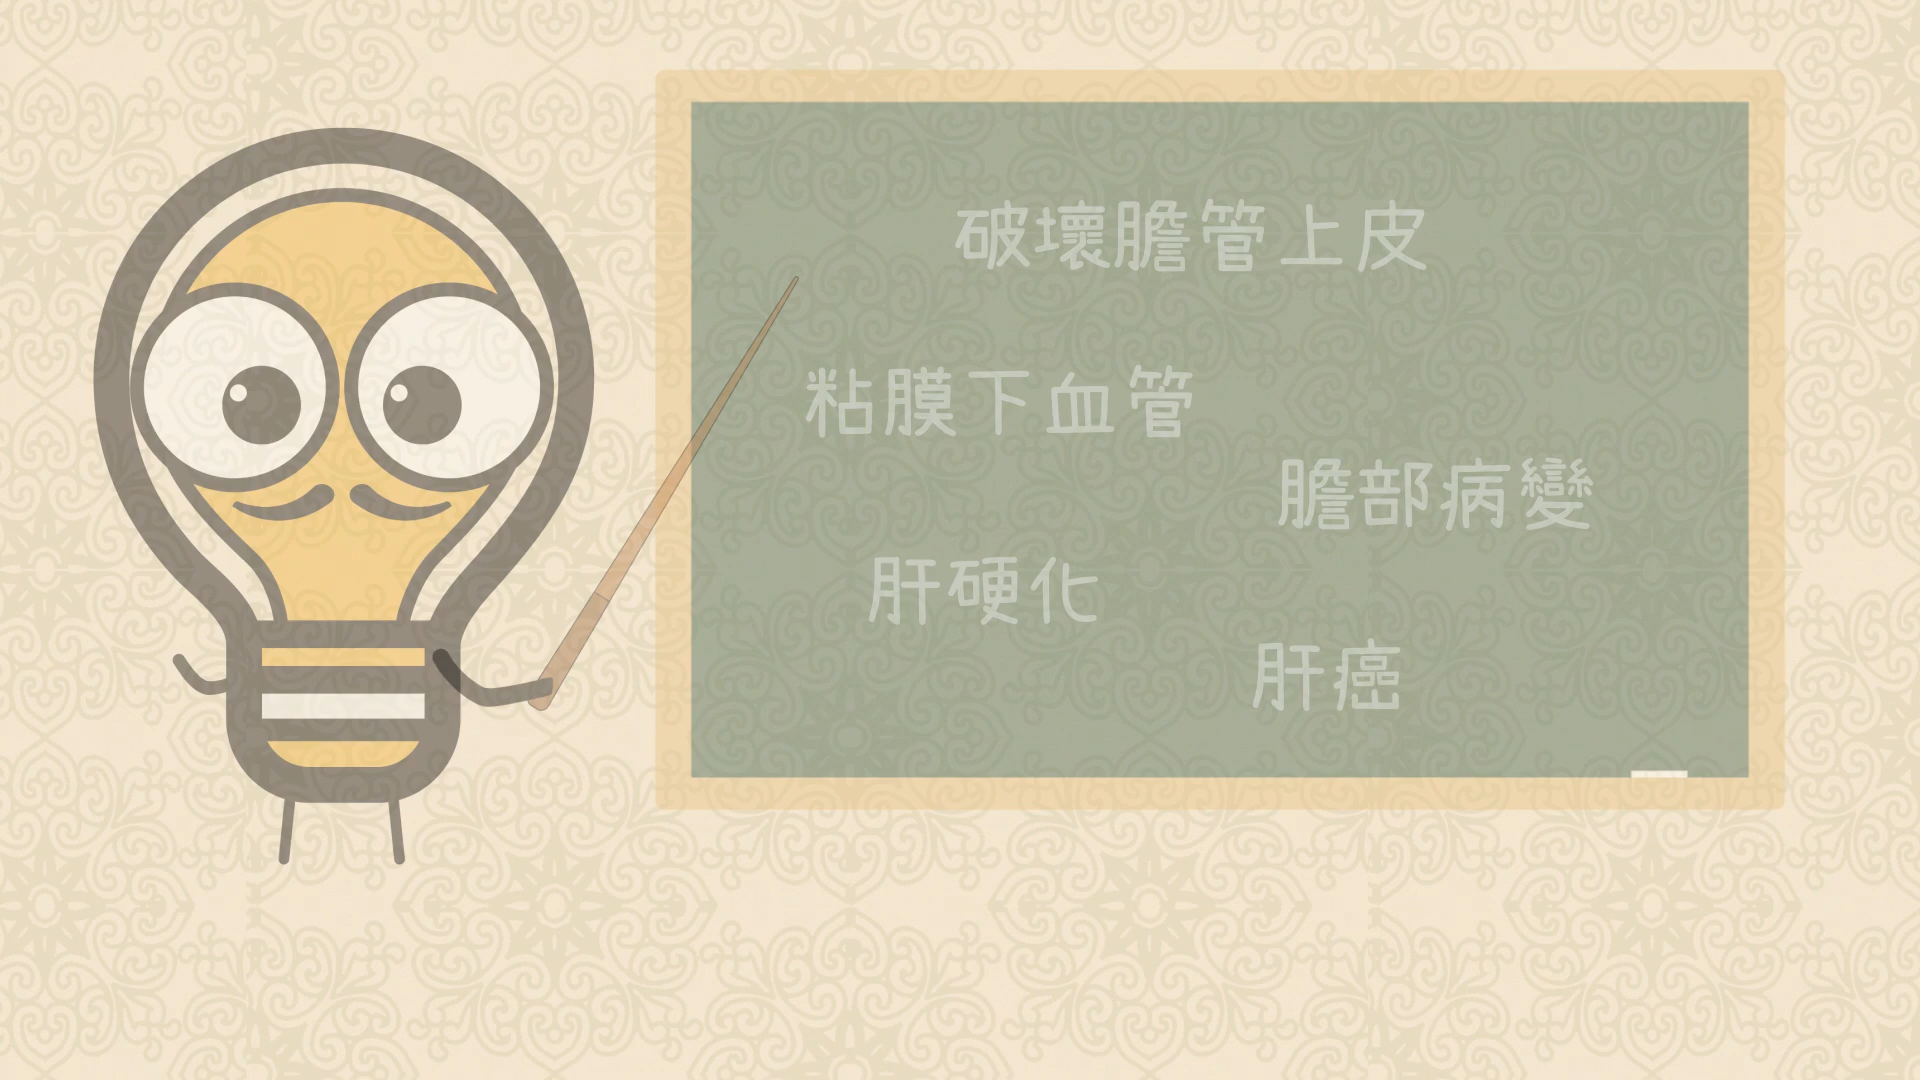 破壞膽管上皮
粘膜下血管
膽部病變
肝硬化
肝癌